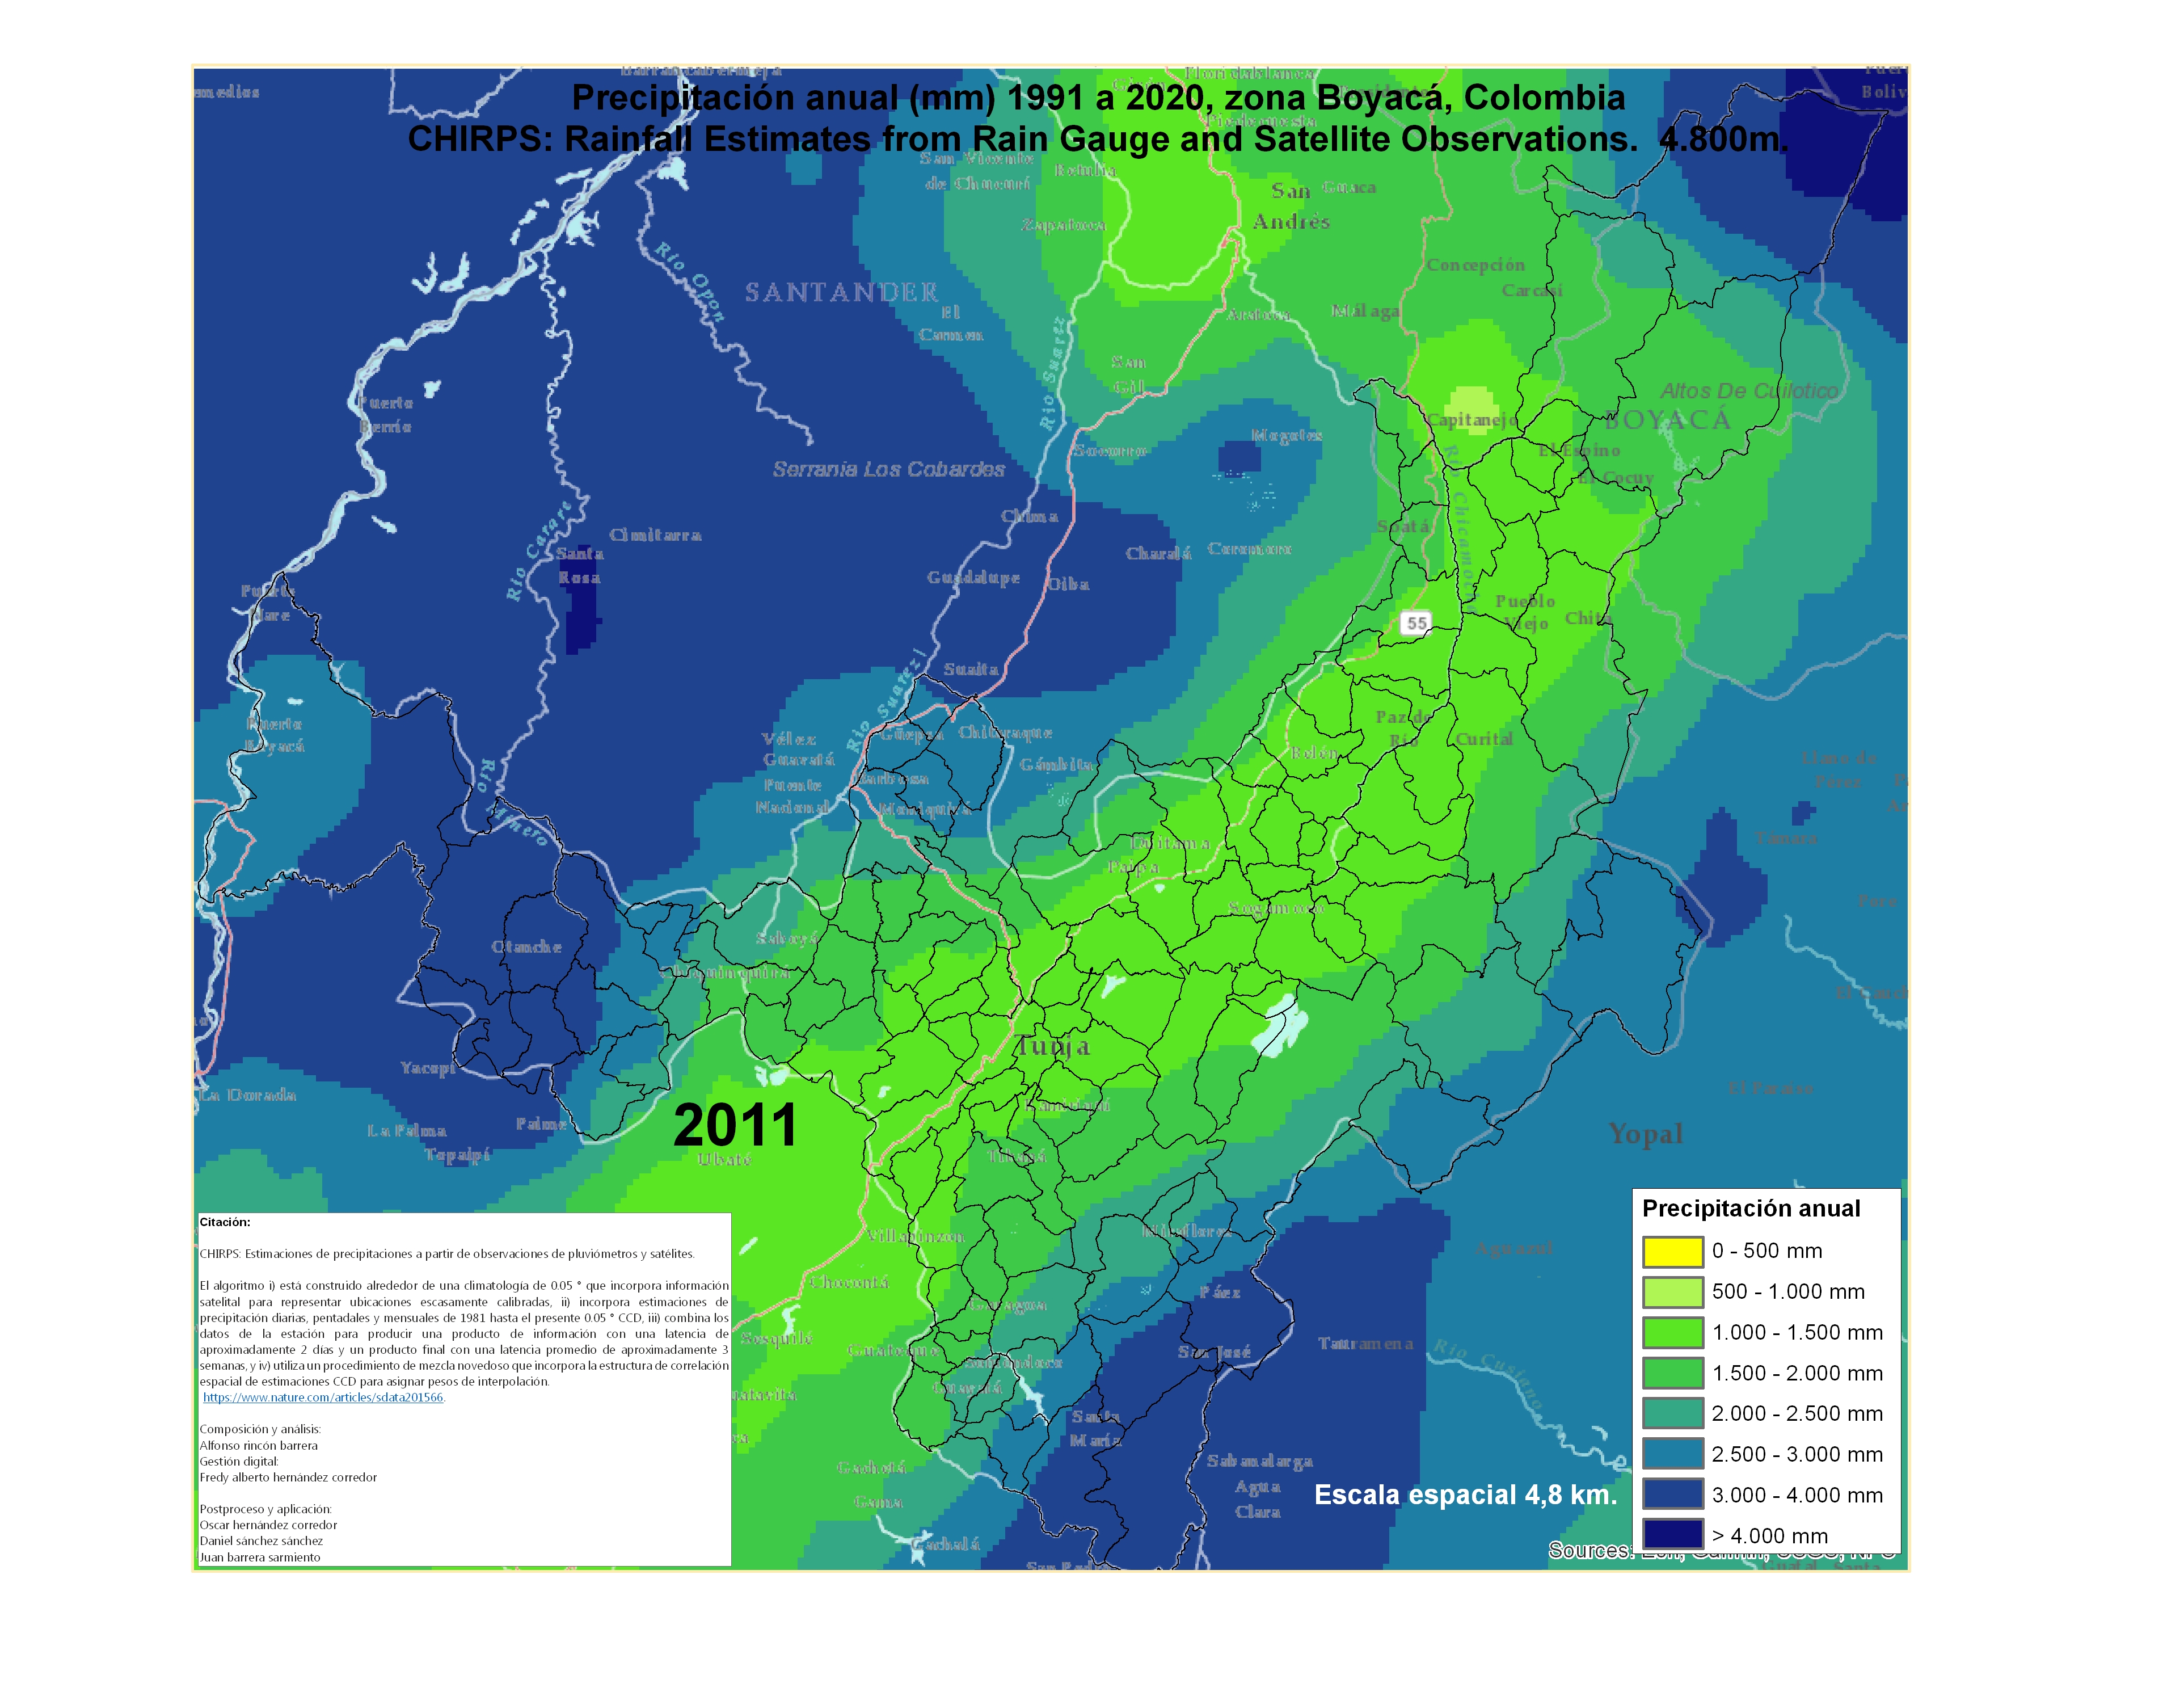 Precipitación anual (mm) 1991 a 2020, zona Boyacá, Colombia
CHIRPS: Rainfall Estimates from Rain Gauge and Satellite Observations. 4.800m.
San Vicente
de Chucurí
Betulia
San
Andrés
Guaca
Zapatoca
Río Opon
SANTANDER
El
Carmen
Concepción
Carcasí
Málaga
Aratoca
San
Gil
Río Suarez
Puerto
Berrío
Altos De Cuilotico
BOYACÁ
Capitanejo
Mogotes
Socorro
El Espino
El Cocuy
Serranía Los Cobardes
Río Chicamocha
Río Carare
Cimitarra
Santa
Rosa
Chima
Charalá
Coromoro
Soatá
Guadalupe
Oiba
Pueblo
Viejo
Chita
55
Suaita
Río Suarez
Puerto
Boyacá
Vélez
Guavatá
Puente
Nacional
Güepsa
Chitaraque
Barbosa
Moniquirá
Gámbita
Paz de
Río
Curital
Belén
Río Minero
Támara
Duitama
Paipa
Sogamoso
Otanche
Saboyá
Chiquinquirá
Tunja
Yacopí
La Dorada
La Palma
Topaipí
Palme
2011
Ubaté
Ramiriquí
Tibaná
El Paraye
Yopal
Villapinzon
Miraflores
Aguazul
Chocontá
Garagoa
Páez
Sesquilé
Guateque
San José
Tauramena
Río Cusiana
Guayatá
Santa
María
Sabanalarga
Agua
Clara
Gachetá
Gama
Gachalá
Escala espacial 4,8 km.
Citación:
CHIRPS: Estimaciones de precipitaciones a partir de observaciones de pluviómetros y satélites.
El algoritmo i) está construido alrededor de una climatología de 0.05 ° que incorpora información
satelital para representar ubicaciones escasamente calibradas, ii) incorpora estimaciones de
precipitación diarias, pentadales y mensuales de 1981 hasta el presente 0.05 ° CCD, iii) combina los
datos de la estación para producir una producto de información con una latencia de
aproximadamente 2 días y un producto final con una latencia promedio de aproximadamente 3
semanas, y iv) utiliza un procedimiento de mezcla novedoso que incorpora la estructura de correlación
espacial de estimaciones CCD para asignar pesos de interpolación.
https://www.nature.com/articles/sdata201566.
Composición y análisis:
Alfonso rincón barrera
Gestión digital:
Fredy alberto hernández corredor
Postproceso y aplicación:
Oscar hernández corredor
Daniel sánchez sánchez
Juan barrera sarmiento
Precipitación anual
0 - 500 mm
500 - 1.000 mm
1.000 - 1.500 mm
1.500 - 2.000 mm
2.000 - 2.500 mm
2.500 - 3.000 mm
3.000 - 4.000 mm
> 4.000 mm
Sources: